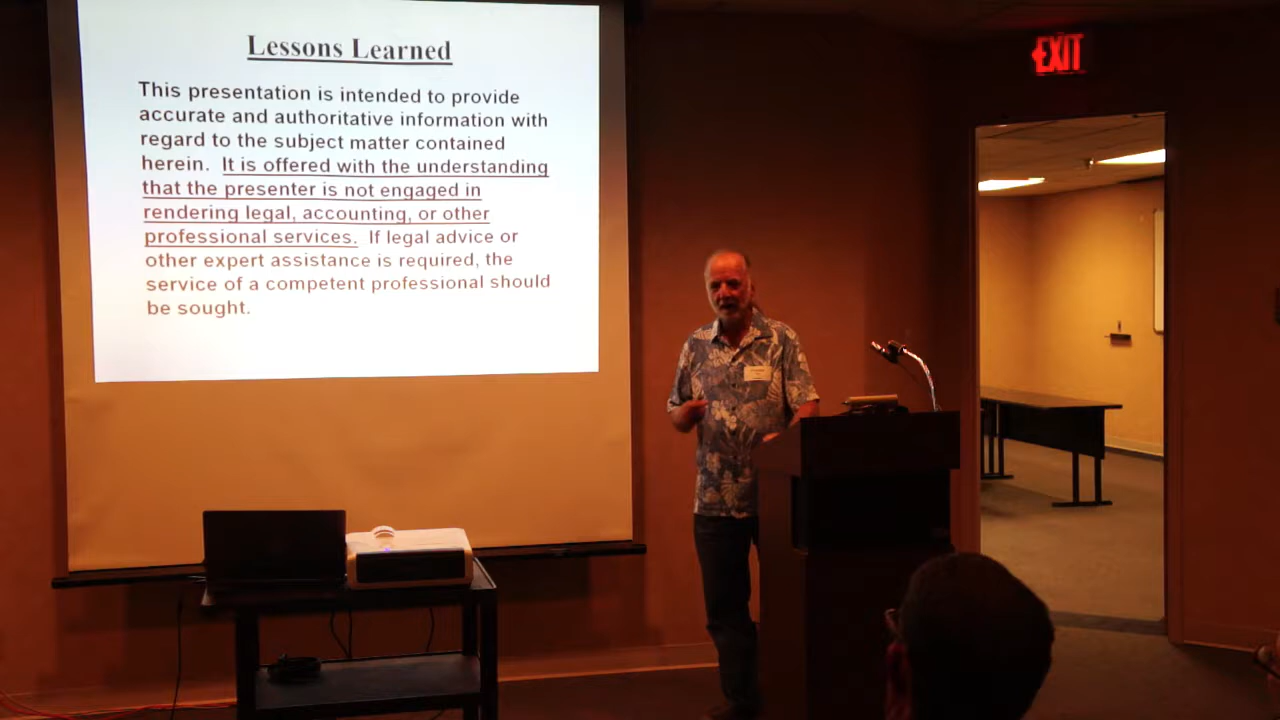 Lessons Learned
This presentation is intended to provide
accurate and authoritative information with
regard to the subject matter contained
herein. It is offered with the understanding
that the presenter is not engaged in
rendering legal, accounting, or other
professional services. If legal advice or
other expert assistance is required, the
service of a competent professional should
be sought.
EXIT